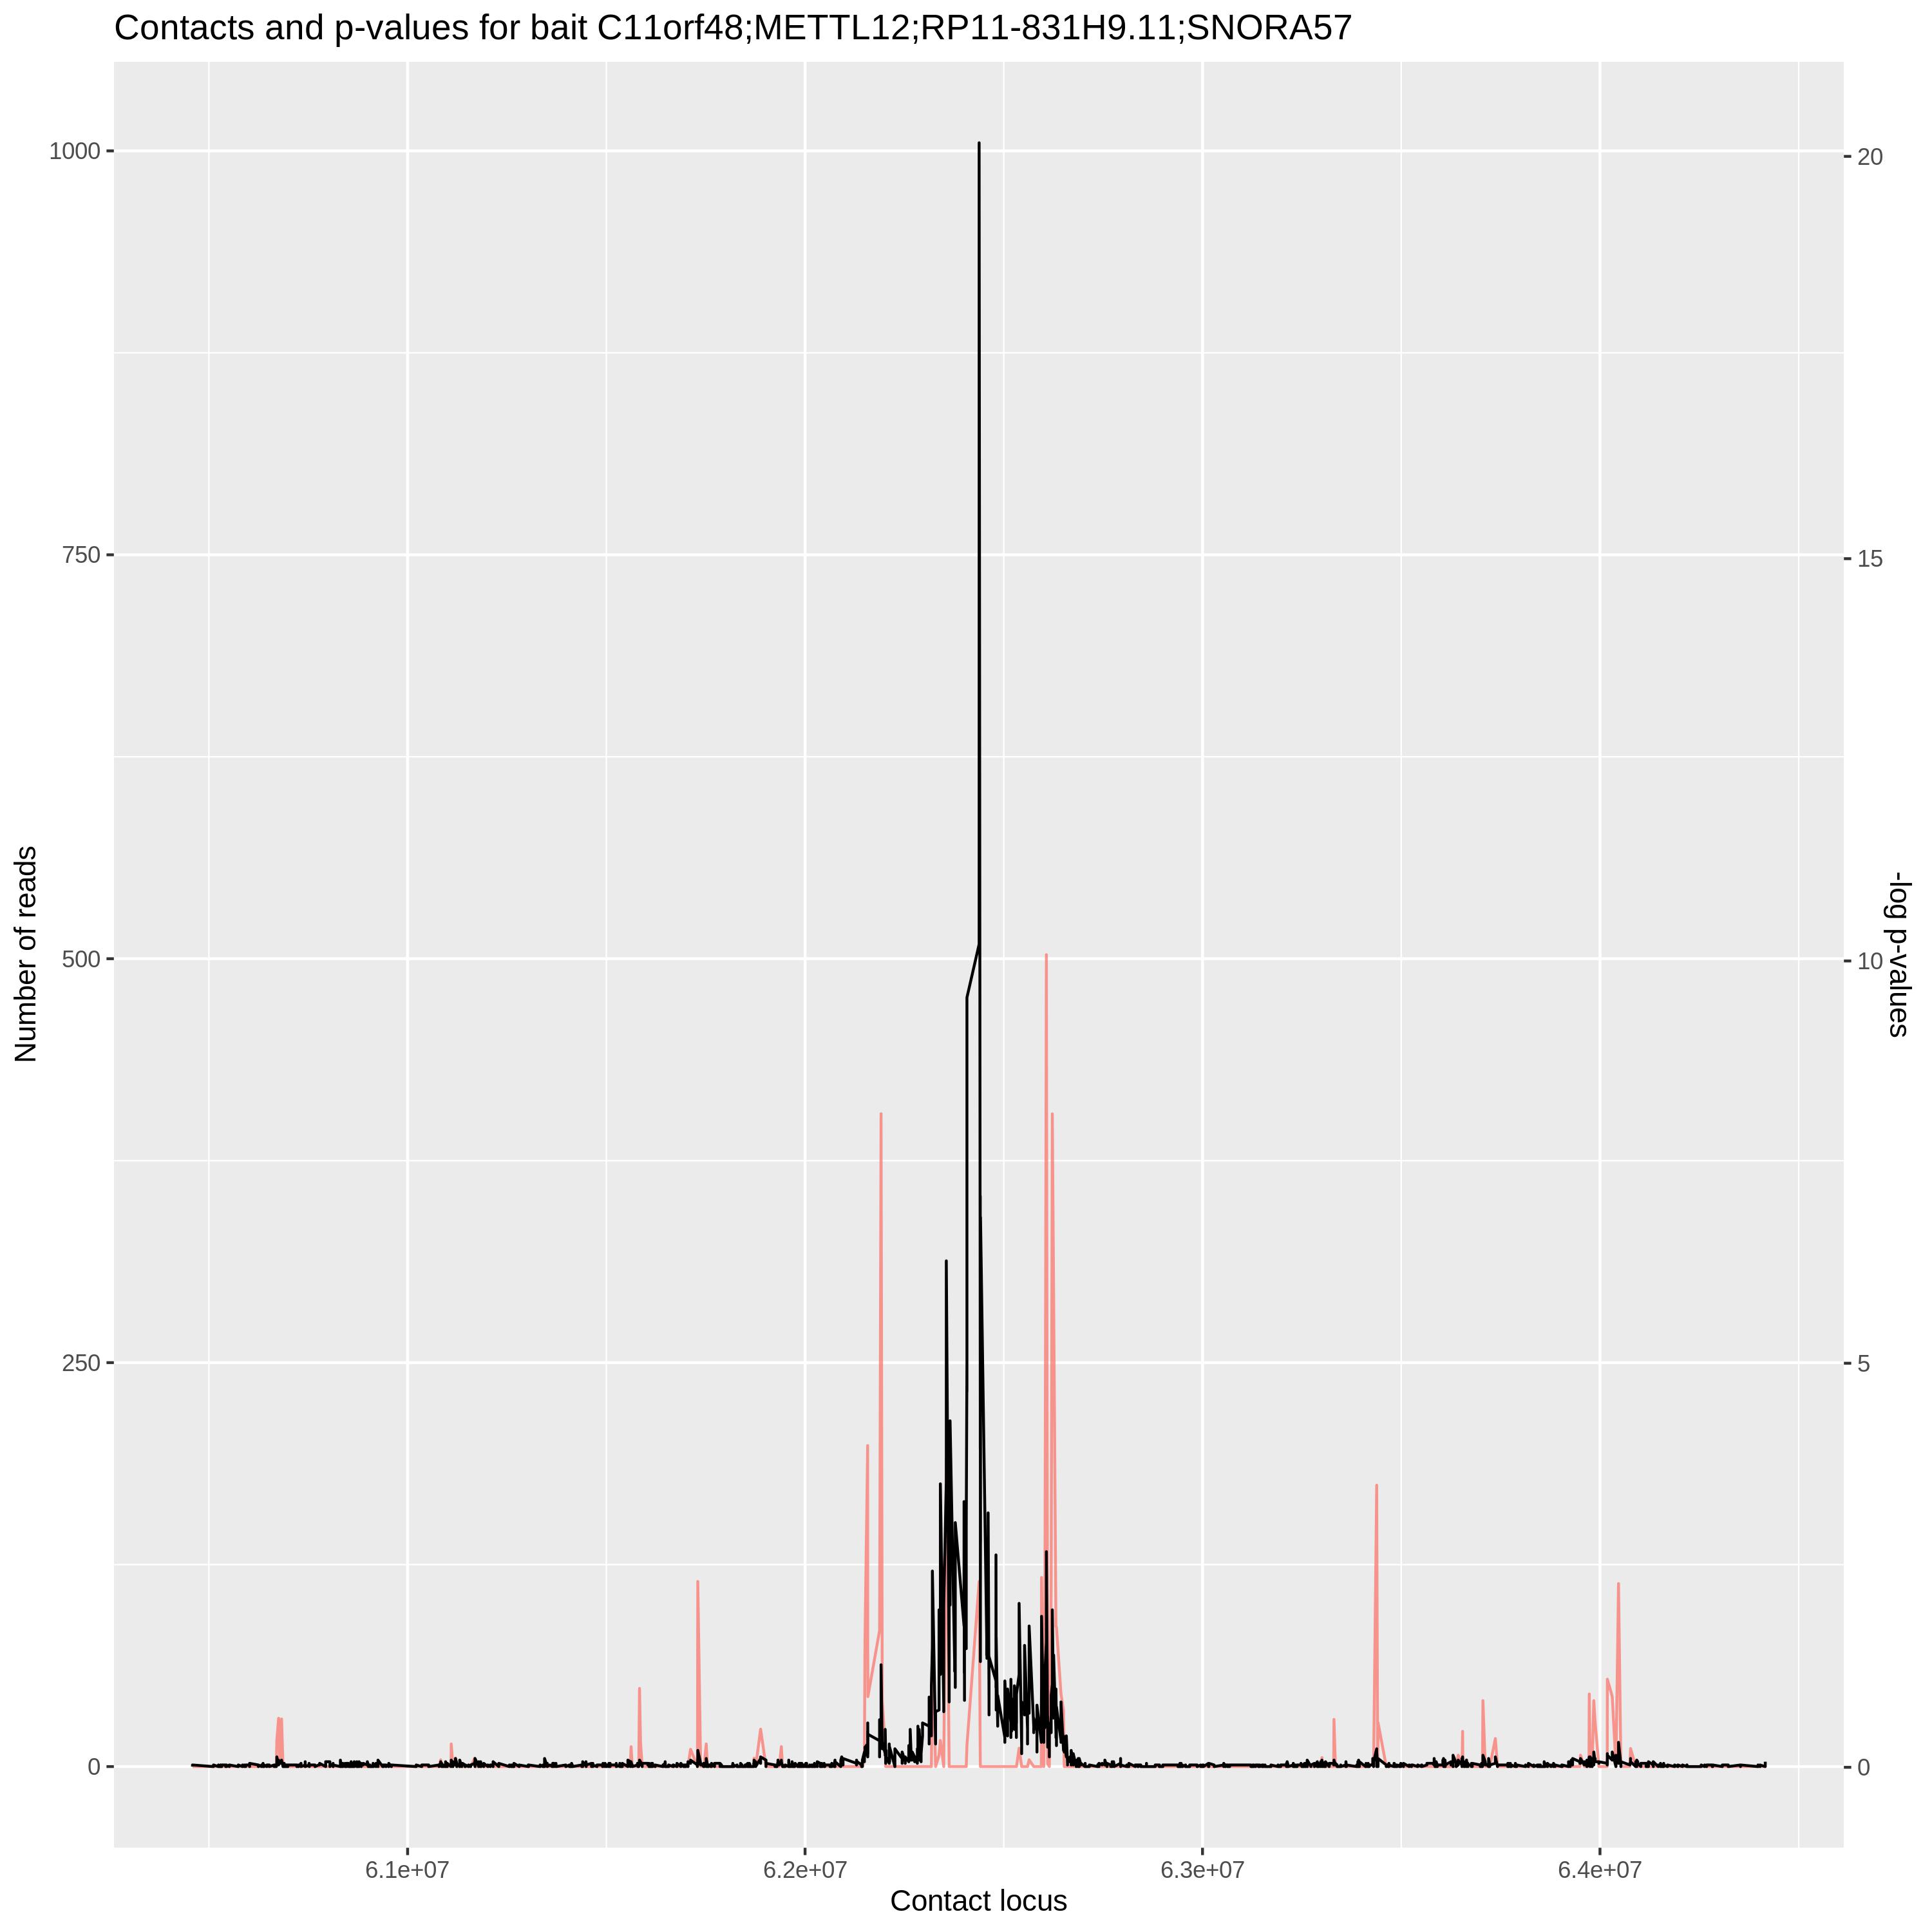 Contacts and p-values for bait C11orf48;METTL12;RP11-831H9.11;SNORA57
1000
750
500
250
0
Number of reads
20
15
10
5
0
-log p-values
6.1e+07
6.2e+07
6.3e+07
6.4e+07
Contact locus